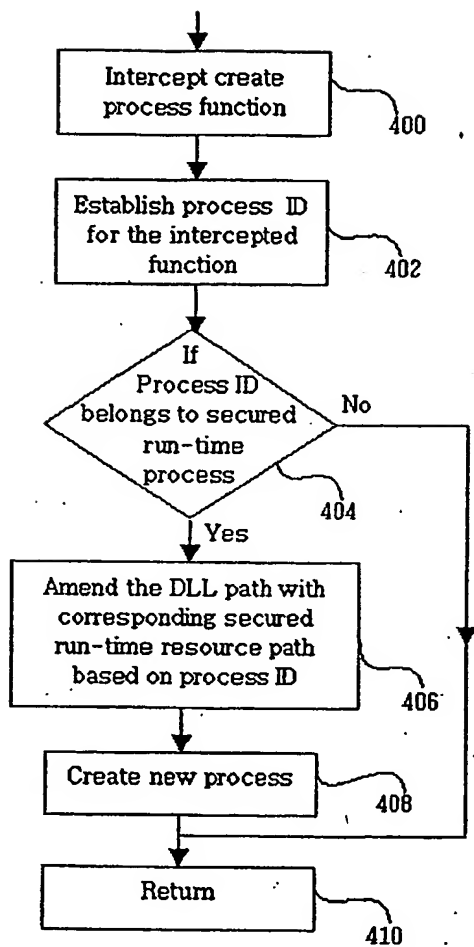 Intercept create
process function
400
Establish process ID
for the intercepted
function
402
If
Process ID
belongs to secured
run-time
process
No
404
Yes
Amend the DLL path with
corresponding secured
run-time resource path
based on process ID
406
Create new process
408
Return
410